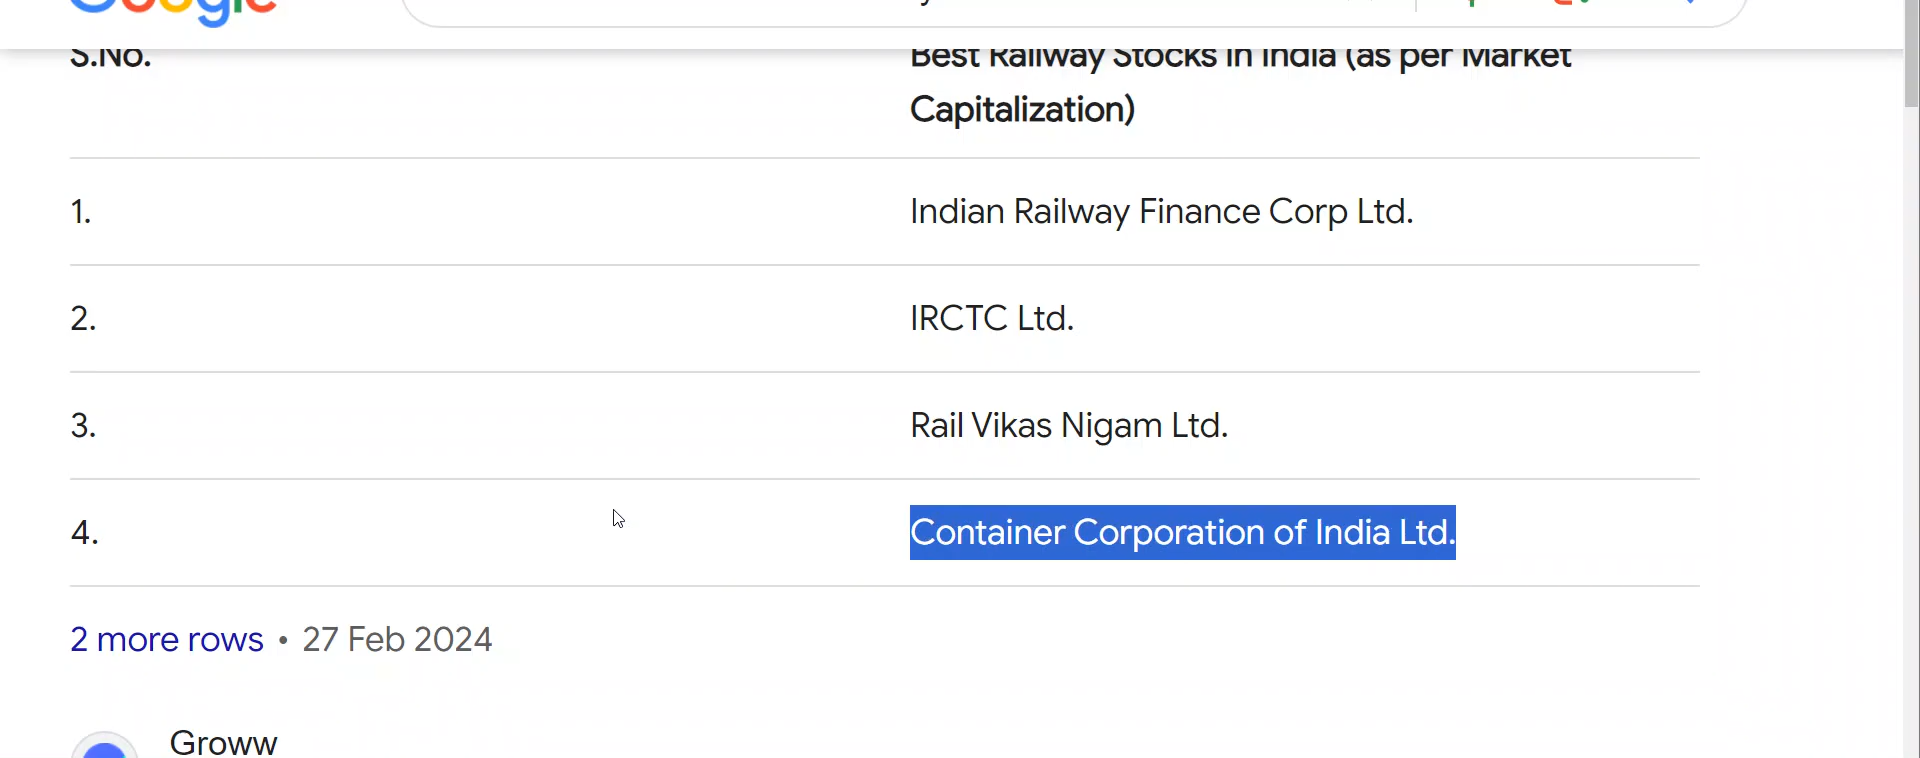 Google
S.No.
Best Railway Stocks in India (as per Market
Capitalization)
1.
Indian Railway Finance Corp Ltd.
2.
IRCTC Ltd.
3.
Rail Vikas Nigam Ltd.
4.
Container Corporation of India Ltd.
2 more rows • 27 Feb 2024
Groww